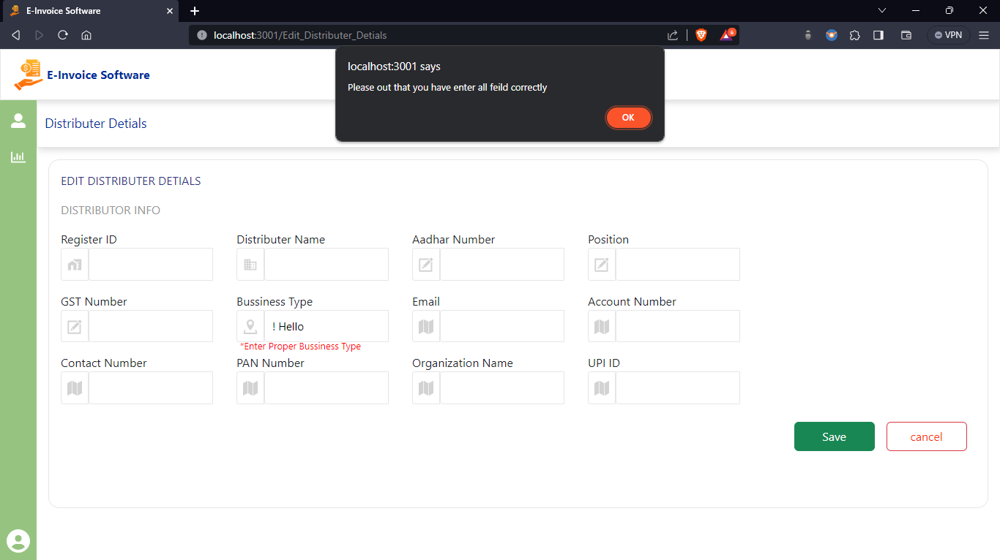 E-Invoice Software
localhost:3001/Edit_Distributer_Detials
6
VPN
E-Invoice Software
localhost:3001 says
Please out that you have enter all feild correctly
OK
Distributer Detials
EDIT DISTRIBUTER DETIALS
DISTRIBUTOR INFO
Register ID Distributer Name Aadhar Number Position
GST Number Bussiness Type Email Account Number
! Hello
*Enter Proper Bussiness Type
Contact Number PAN Number Organization Name UPI ID
Save cancel